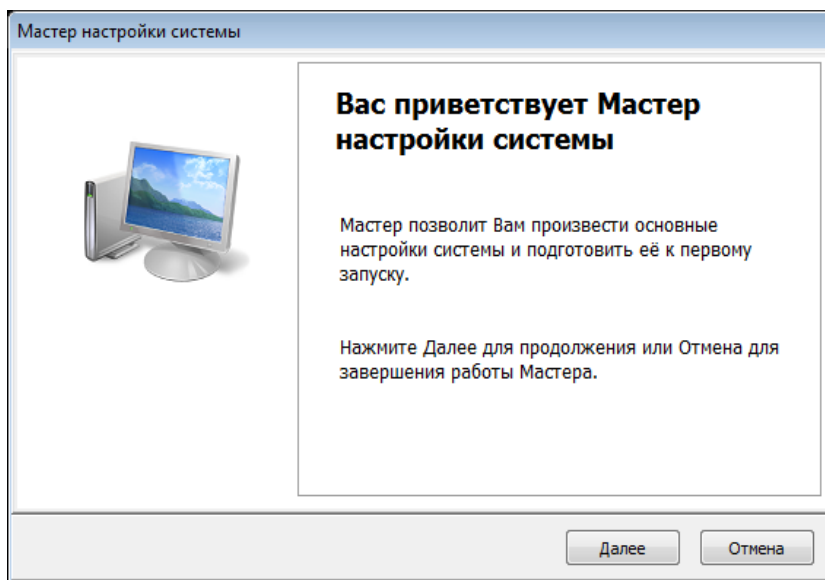 Мастер настройки системы
Вас приветствует Мастер
настройки системы
Мастер позволит Вам произвести основные
настройки системы и подготовить её к первому
запуску.
Нажмите Далее для продолжения или Отмена для
завершения работы Мастера.
Далее
Отмена